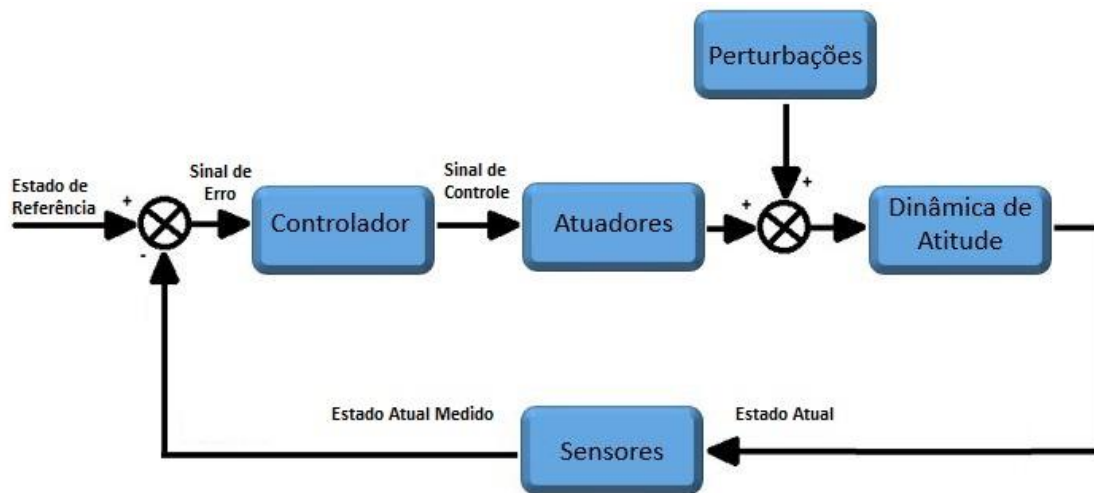 Perturbações
Estado de
Referência
+
-
Sinal de
Erro
Controlador
Sinal de
Controle
Atuadores
+
+
Dinâmica de
Atitude
Estado Atual Medido
Sensores
Estado Atual